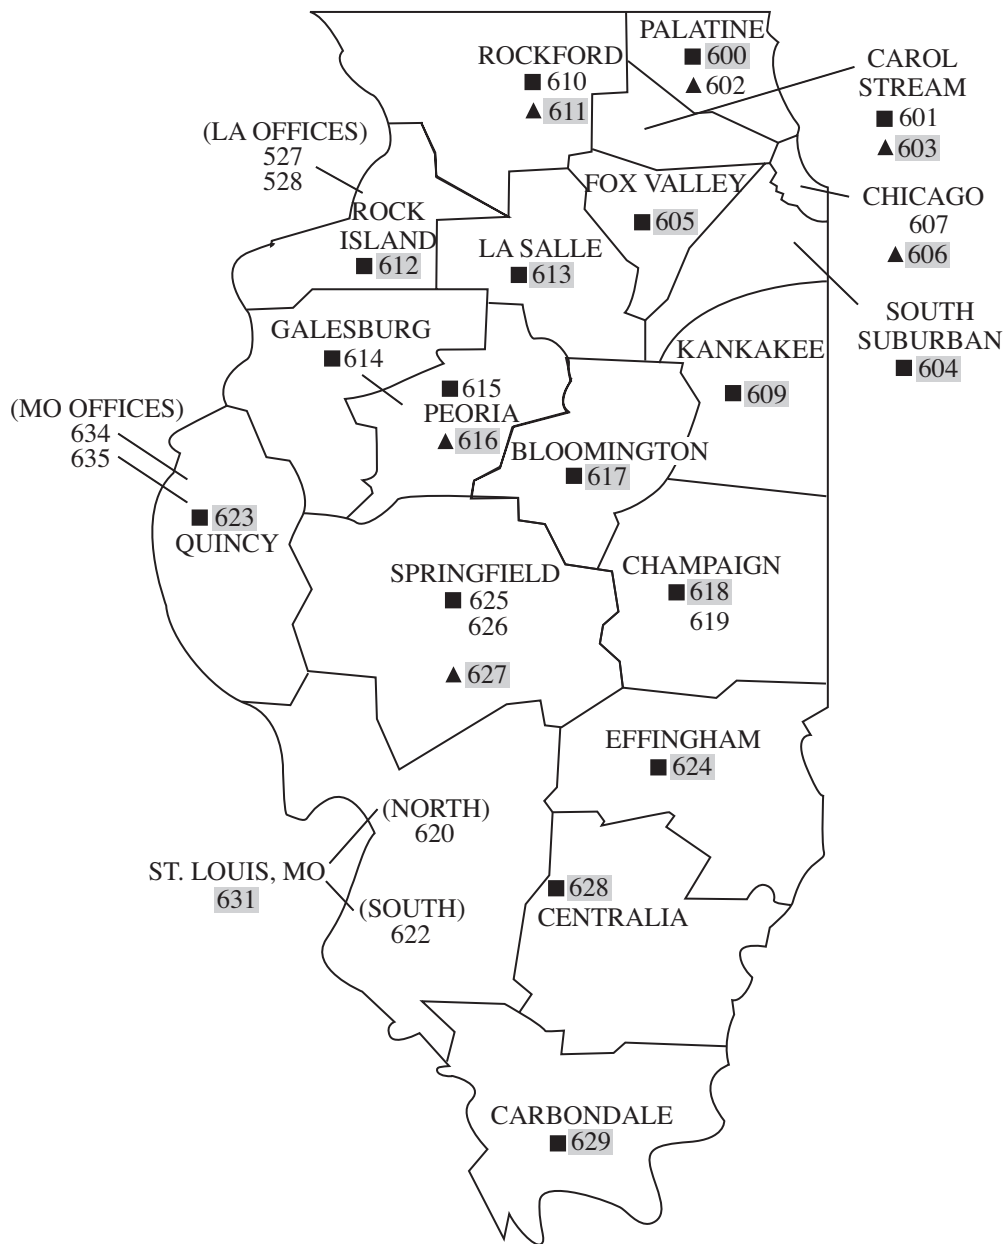 PALATINE
■ 600
▲ 602
ROCKFORD
■ 610
▲ 611
CAROL
STREAM
■ 601
▲ 603
(LA OFFICES)
527
528
FOX VALLEY
■ 605
CHICAGO
607
▲ 606
ROCK
ISLAND
■ 612
LA SALLE
■ 613
SOUTH
SUBURBAN
■ 604
GALESBURG
■ 614
KANKAKEE
■ 609
■ 615
PEORIA
▲ 616
(MO OFFICES)
634
635
BLOOMINGTON
■ 617
■ 623
QUINCY
SPRINGFIELD
■ 625
626
▲ 627
CHAMPAIGN
■ 618
619
EFFINGHAM
■ 624
(NORTH)
620
ST. LOUIS, MO
631
(SOUTH)
622
■ 628
CENTRALIA
CARBONDALE
■ 629